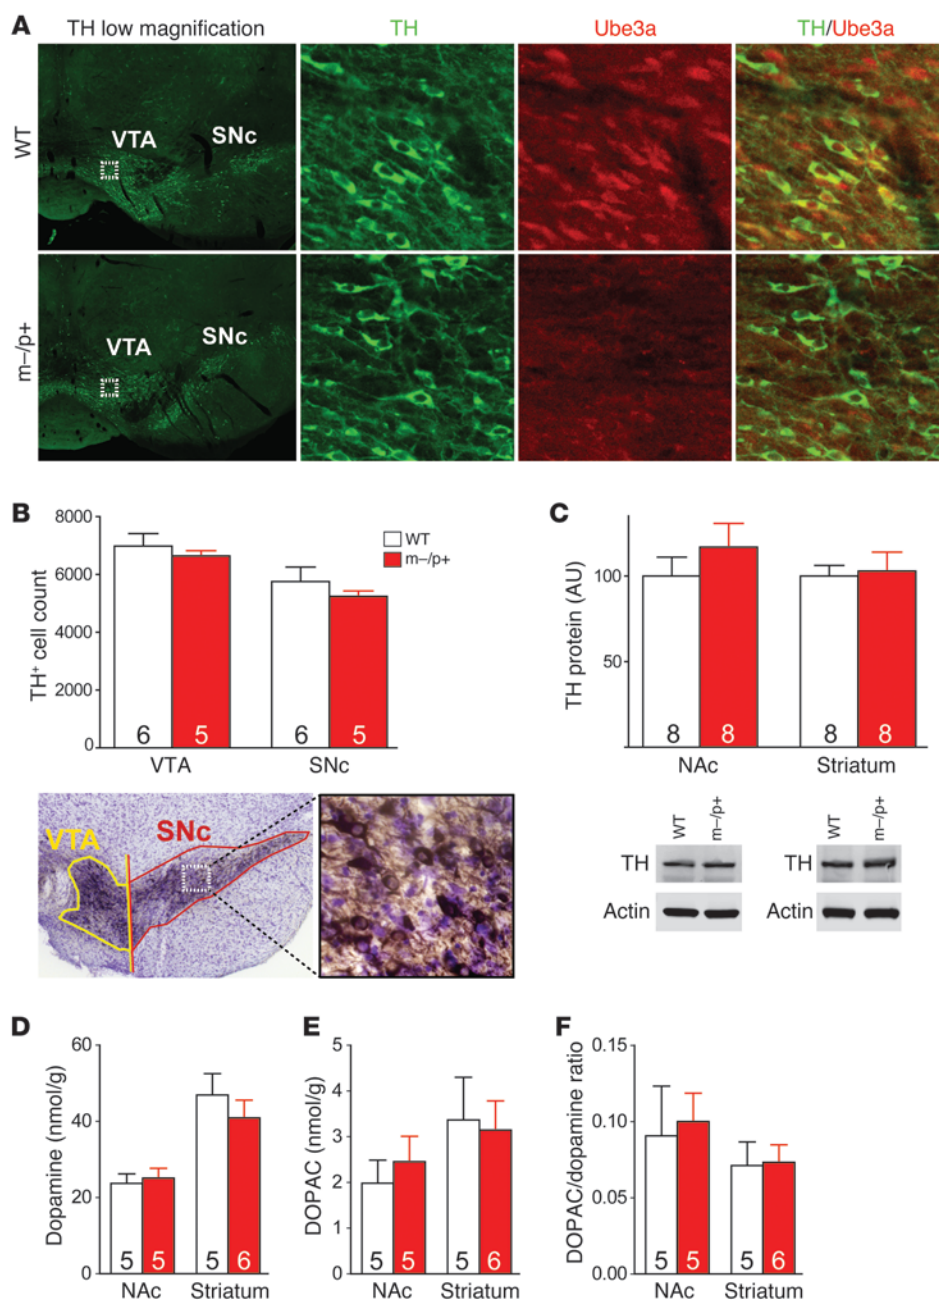 A
TH low magnification
TH
Ube3a
TH/Ube3a
WT
VTA
SNc
m–/p+
VTA
SNc
B
8000
6000
4000
2000
0
TH+ cell count
WT
m–/p+
6
5
6
5
VTA
SNc
VTA
SNc
C
TH protein (AU)
100
50
8
8
8
8
NAc
Striatum
WT
m–/p+
WT
m–/p+
TH
TH
Actin
Actin
D
Dopamine (nmol/g)
60
40
20
0
5
5
5
6
NAc
Striatum
E
DOPAC (nmol/g)
5
4
3
2
1
0
5
5
5
6
NAc
Striatum
F
DOPAC/dopamine ratio
0.15
0.10
0.05
0.00
5
5
5
6
NAc
Striatum